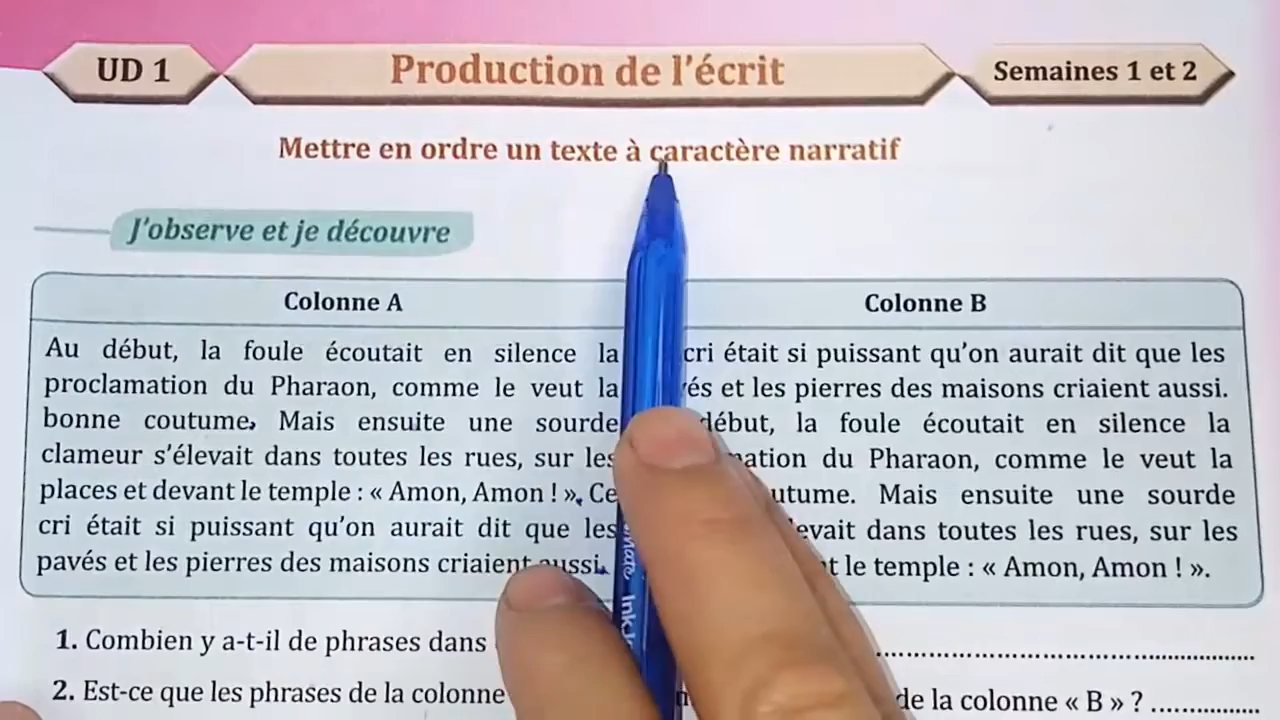 UD 1
Production de l'écrit
Semaines 1 et 2
Mettre en ordre un texte à caractère narratif
J'observe et je découvre
Colonne A
Au début, la foule écoutait en silence la
proclamation du Pharaon, comme le veut la
bonne coutume. Mais ensuite une sourde
clameur s'élevait dans toutes les rues, sur les
places et devant le temple : « Amon, Amon ! ». Ce
cri était si puissant qu'on aurait dit que les
pavés et les pierres des maisons criaient aussi.
Colonne B
cri était si puissant qu'on aurait dit que les
et les pierres des maisons criaient aussi.
début, la foule écoutait en silence la
du Pharaon, comme le veut la
Mais ensuite une sourde
dans toutes les rues, sur les
le temple : « Amon, Amon ! ».
1. Combien y a-t-il de phrases dans
2. Est-ce que les phrases de la colonne de la colonne « B » ?
InkJ